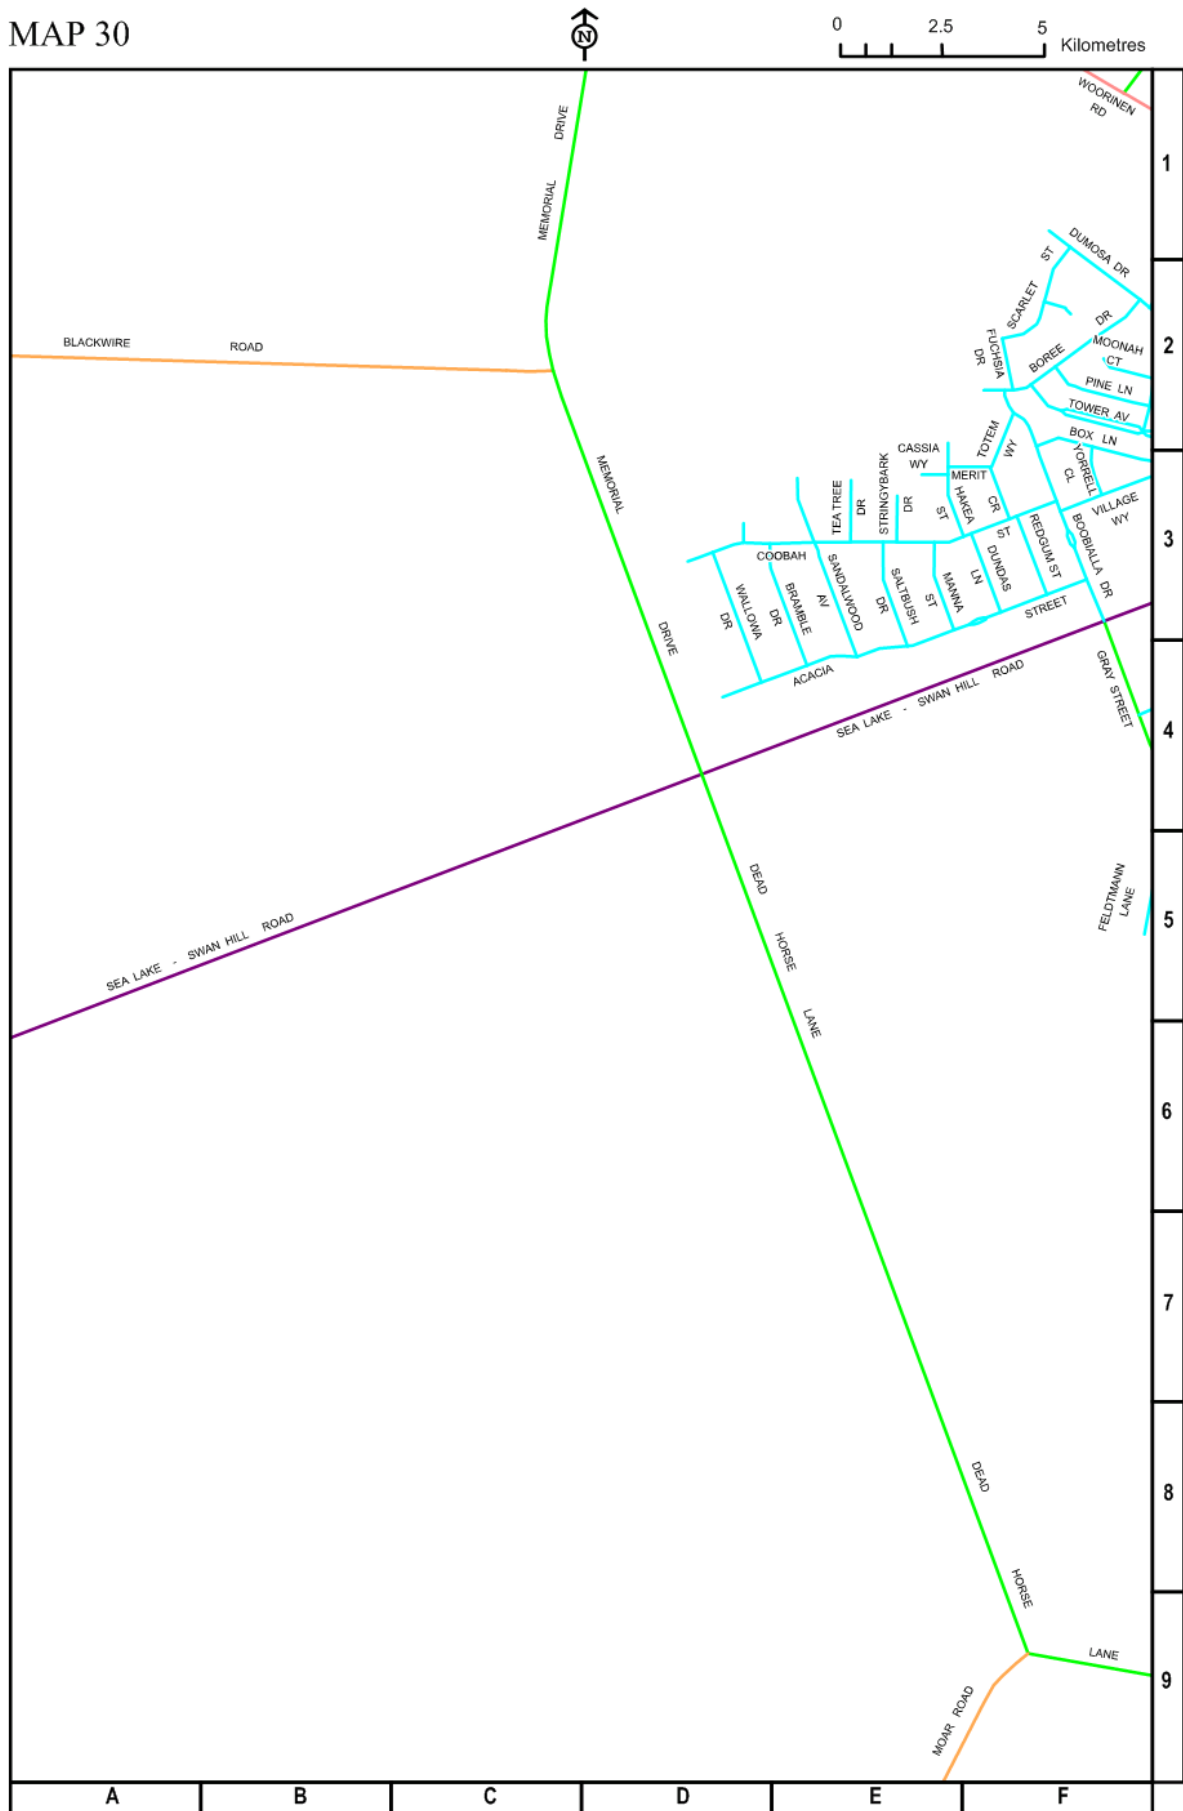 MAP 30
N
0 2.5 5
Kilometres
WOORINEN
RD
MEMORIAL DRIVE
1
DUMOSA DR
SCARLET ST
BLACKWIRE ROAD
FUCHSIA
DR
BOREE DR
MOONAH
CT
2
PINE LN
TOWER AV
BOX LN
TOTEM
WY
CASSIA
WY
MERIT
CR
YORRELL
CL
MEMORIAL DRIVE
TEA TREE
DR
STRINGYBARK
DR
HAKEA
ST
VILLAGE
WY
3
COOBAH ST
REDGUM ST
BOOBIALLA DR
WALLOWA
DR
BRAMBLE
DR
SANDALWOOD
AV
SALTBUSH
DR
MANNA
ST
DUNDAS
LN
ACACIA STREET
GRAY STREET
SEA LAKE - SWAN HILL ROAD
4
DEAD HORSE LANE
FELDTMANN
LANE
5
SEA LAKE - SWAN HILL ROAD
6
7
DEAD HORSE LANE
8
MOAR ROAD
9
A B C D E F